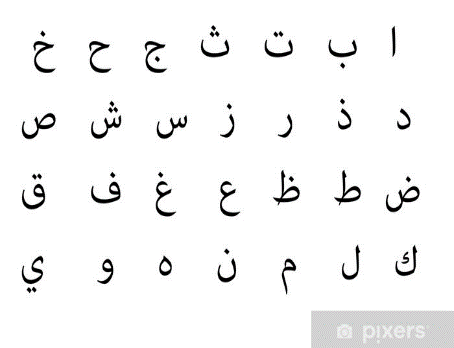 ا ب ت ث ج ح خ
د ذ ر ز س ش ص
ض ط ظ ع غ ف ق
ك ل م ن ه و ي
pixers